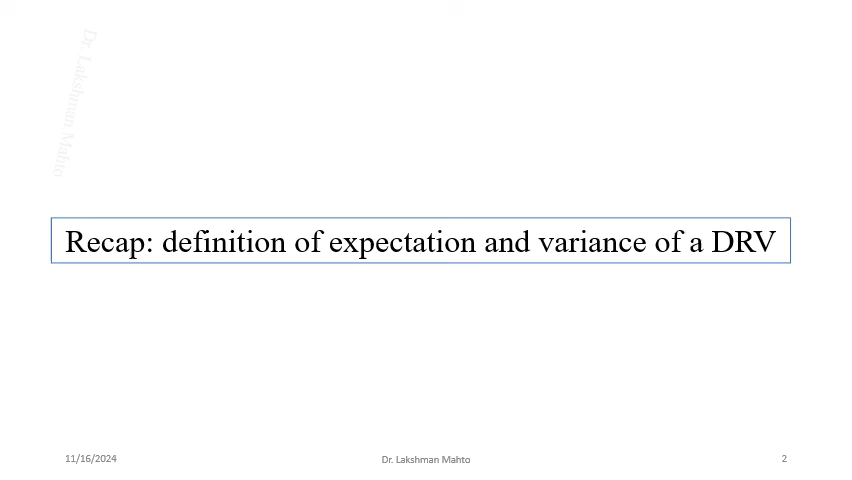 Dr. Lakshman Mahto
Recap: definition of expectation and variance of a DRV
11/16/2024
Dr. Lakshman Mahto
2